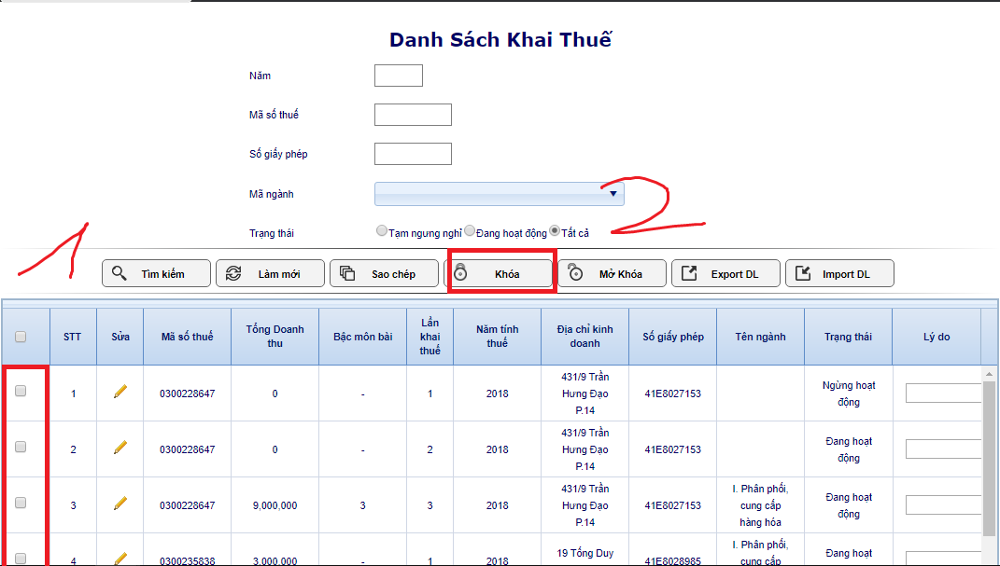 Danh Sách Khai Thuế
Năm
Mã số thuế
Số giấy phép
Mã ngành
2
Trạng thái
Tạm ngưng nghỉ Đang hoạt động Tất cả
1
Tìm kiếm Làm mới Sao chép Khóa Mở Khóa Export DL Import DL
STT Sửa Mã số thuế Tổng Doanh thu Bậc môn bài Lần khai thuế Năm tính thuế Địa chỉ kinh doanh Số giấy phép Tên ngành Trạng thái Lý do
1 0300228647 0 - 1 2018 431/9 Trần Hưng Đạo P.14 41E8027153 Ngừng hoạt động
2 0300228647 0 - 2 2018 431/9 Trần Hưng Đạo P.14 41E8027153 Đang hoạt động
3 0300228647 9,000,000 3 3 2018 431/9 Trần Hưng Đạo P.14 41E8027153 I. Phân phối, cung cấp hàng hóa Đang hoạt động
4 0300235838 3,000,000 - 1 2018 19 Tống Duy 41E8028985 I. Phân phối, cung cấp Đang hoạt